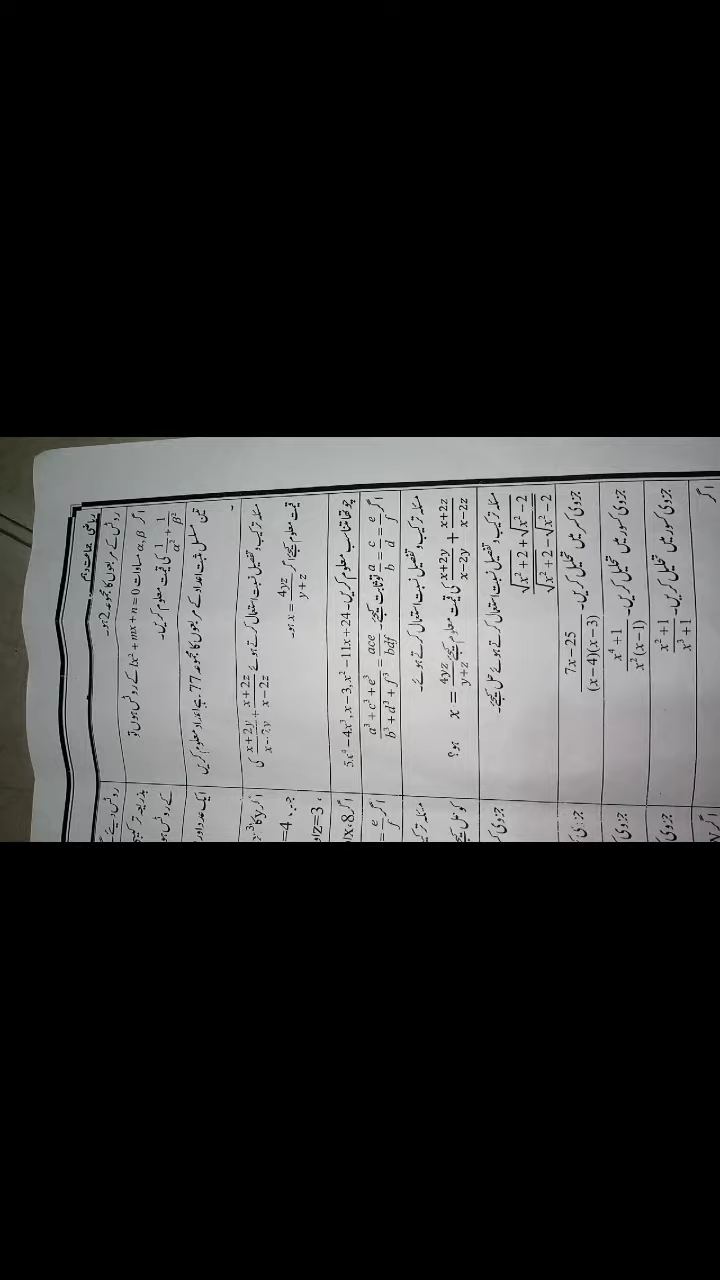 ریاضی جماعت دہم
روٹس کے مربعوں کا مجموعہ 2 ہو۔
اگر α, β مساوات lx² + mx + n = 0 کے روٹس ہوں تو
1/α² + 1/β² کی قیمت معلوم کریں۔
تین مسلسل مثبت اعداد کے مربعوں کا مجموعہ 77 ہے اعداد معلوم کریں
مسئلہ ترکیب و تفصیل نسبت استعمال کرتے ہوئے (x+2y)/(x-2y) + (x+2z)/(x-2z) کی
قیمت معلوم کیجیے اگر x = 4yz/(y+z) ہو۔
چوتھا تناسب معلوم کریں۔ 5x⁴-4x³, x-3, x²-11x+24
اگر a/b = c/d = e/f تو ثابت کیجیے۔ (a³+c³+e³)/(b³+d³+f³) = ace/bdf
مسئلہ ترکیب و تفصیل نسبت استعمال کرتے ہوئے۔
(x+2y)/(x-2y) + (x+2z)/(x-2z) کی قیمت معلوم کیجیے x = 4yz/(y+z) ہو؟
مسئلہ ترکیب و تفصیل نسبت استعمال کرتے ہوئے حل کیجیے۔
(√(x²+2)+√(x²-2))/(√(x²+2)-√(x²-2))
جزوی کسر میں تحلیل کریں۔ (7x-25)/((x-4)(x-3))
جزوی کسور میں تحلیل کریں۔ (x⁴+1)/(x²(x-1))
جزوی کسور میں تحلیل کریں۔ (x²+1)/(x³+1)
اگر